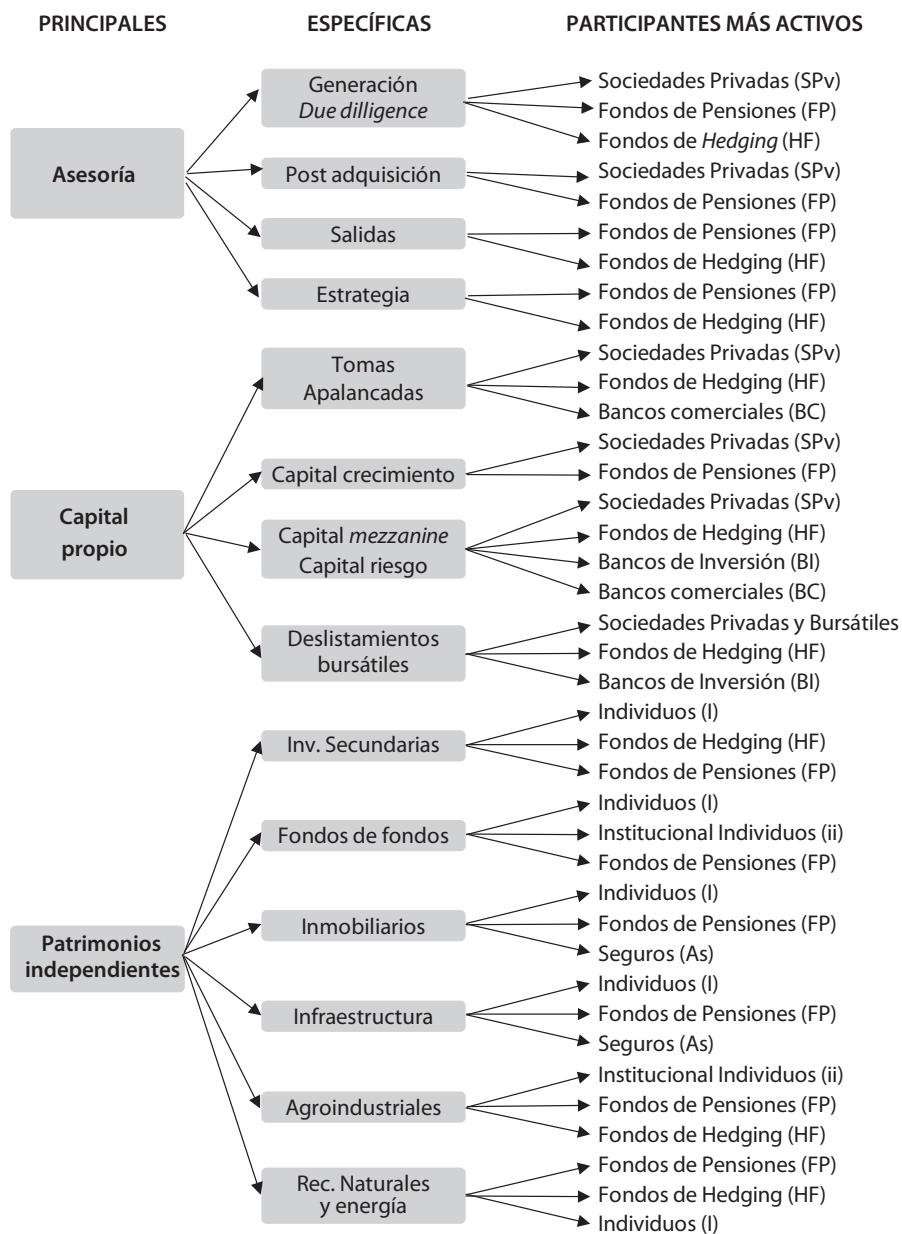 PRINCIPALES ESPECÍFICAS PARTICIPANTES MÁS ACTIVOS
Asesoría
Generación
Due dilligence
Sociedades Privadas (SPv)
Fondos de Pensiones (FP)
Fondos de Hedging (HF)
Post adquisición
Sociedades Privadas (SPv)
Fondos de Pensiones (FP)
Salidas
Fondos de Pensiones (FP)
Fondos de Hedging (HF)
Estrategia
Fondos de Pensiones (FP)
Fondos de Hedging (HF)
Capital
propio
Tomas
Apalancadas
Sociedades Privadas (SPv)
Fondos de Hedging (HF)
Bancos comerciales (BC)
Capital crecimiento
Sociedades Privadas (SPv)
Fondos de Pensiones (FP)
Capital mezzanine
Capital riesgo
Sociedades Privadas (SPv)
Fondos de Hedging (HF)
Bancos de Inversión (BI)
Bancos comerciales (BC)
Deslistamientos
bursátiles
Sociedades Privadas y Bursátiles
Fondos de Hedging (HF)
Bancos de Inversión (BI)
Patrimonios
independientes
Inv. Secundarias
Individuos (I)
Fondos de Hedging (HF)
Fondos de Pensiones (FP)
Fondos de fondos
Individuos (I)
Institucional Individuos (ii)
Fondos de Pensiones (FP)
Inmobiliarios
Individuos (I)
Fondos de Pensiones (FP)
Seguros (As)
Infraestructura
Individuos (I)
Fondos de Pensiones (FP)
Seguros (As)
Agroindustriales
Institucional Individuos (ii)
Fondos de Pensiones (FP)
Fondos de Hedging (HF)
Rec. Naturales
y energía
Fondos de Pensiones (FP)
Fondos de Hedging (HF)
Individuos (I)